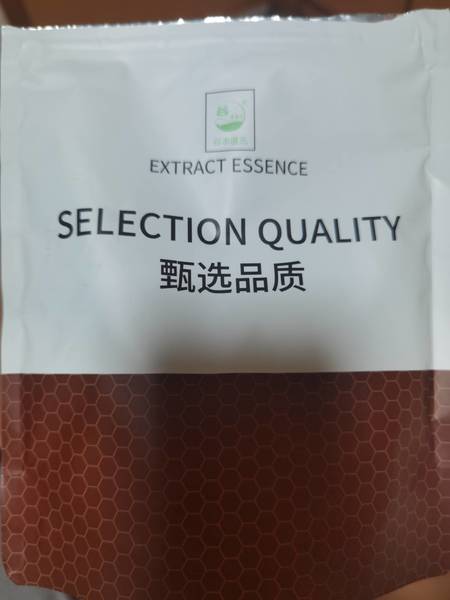 EXTRACT ESSENCE
SELECTION QUALITY
甄选品质